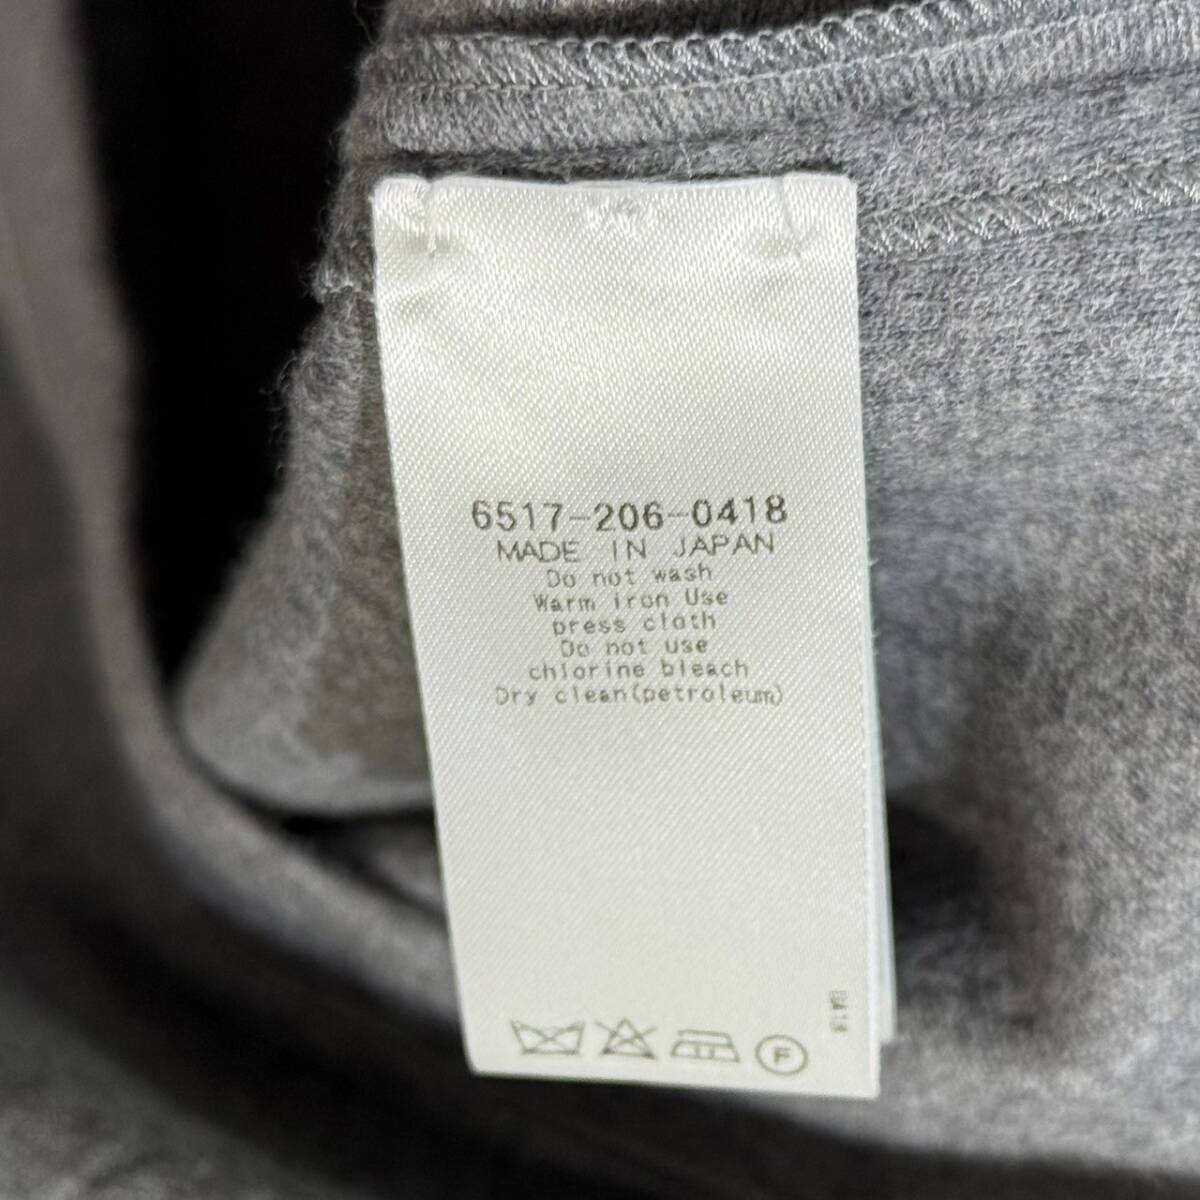 6517-206-0418
MADE IN JAPAN
Do not wash
Warm iron Use
press cloth
Do not use
chlorine bleach
Dry clean(petroleum)
F